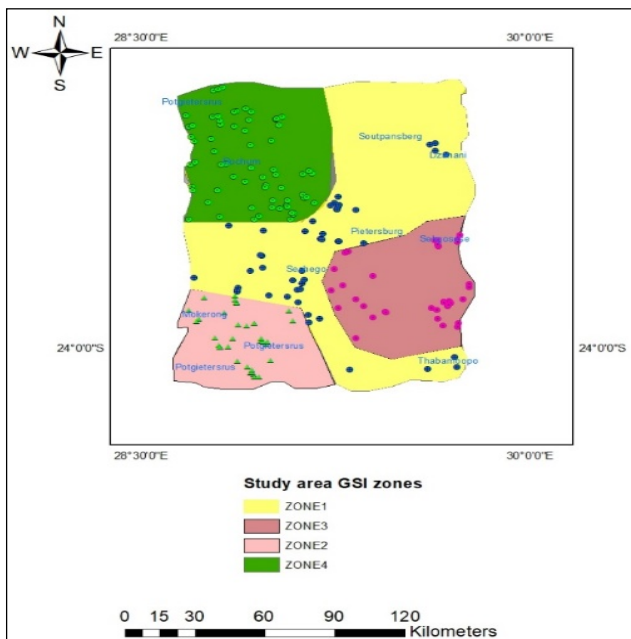 N
W E
S
28°30'0"E 30°0'0"E
Potgietersrus
Soutpansberg
Dzanani
Bochum
Pietersburg
Sekgosese
Seshego
Mokerong
24°0'0"S Potgietersrus 24°0'0"S
Potgietersrus Thabamoopo
28°30'0"E 30°0'0"E
Study area GSI zones
ZONE1
ZONE3
ZONE2
ZONE4
0 15 30 60 90 120
Kilometers